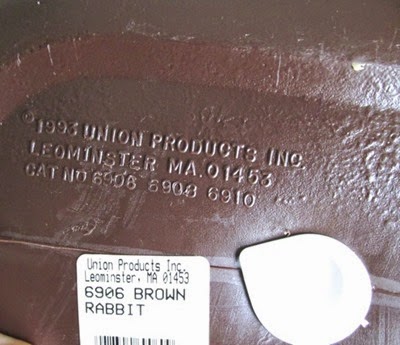 ©1993 UNION PRODUCTS INC.
LEOMINSTER MA. 01453
CAT NO 6906 6908 6910
Union Products Inc.
Leominster, MA 01453
6906 BROWN
RABBIT